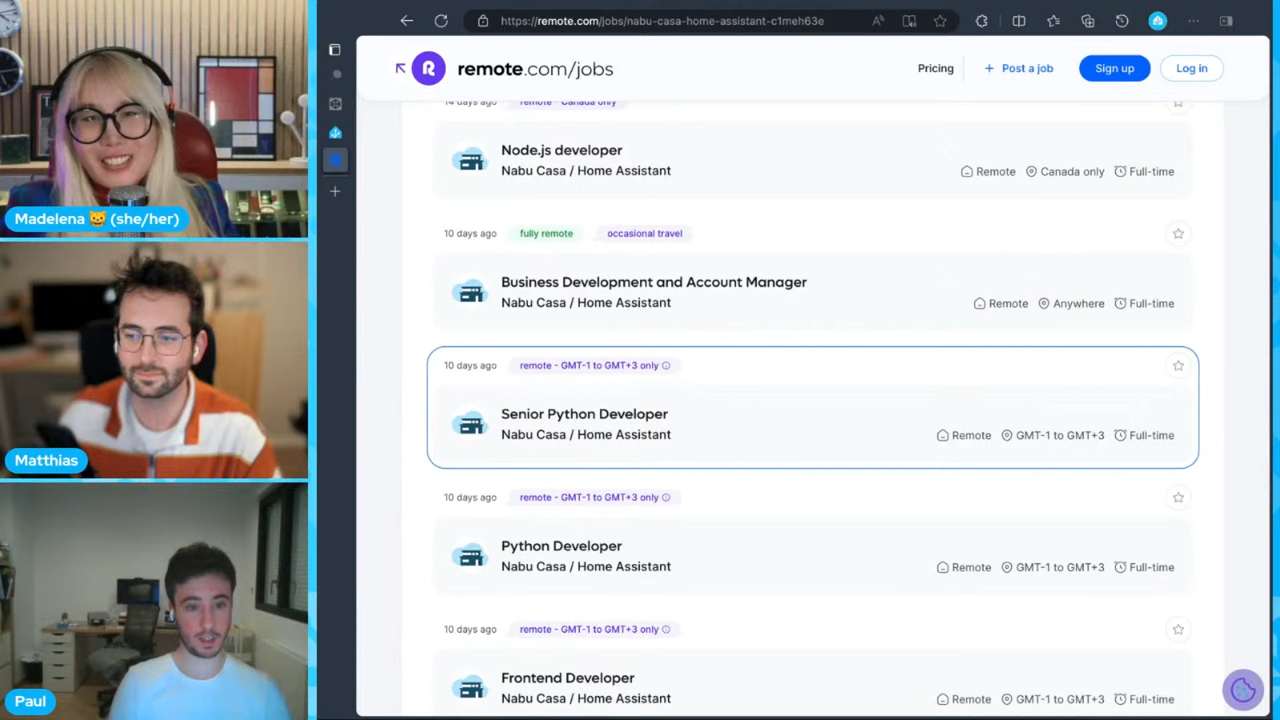 Madelena 😺 (she/her)
Matthias
Paul
https://remote.com/jobs/nabu-casa-home-assistant-c1meh63e
remote.com/jobs
Pricing
+ Post a job
Sign up
Log in
14 days ago remote - Canada only
Node.js developer
Nabu Casa / Home Assistant
Remote Canada only Full-time
10 days ago fully remote occasional travel
Business Development and Account Manager
Nabu Casa / Home Assistant
Remote Anywhere Full-time
10 days ago remote - GMT-1 to GMT+3 only
Senior Python Developer
Nabu Casa / Home Assistant
Remote GMT-1 to GMT+3 Full-time
10 days ago remote - GMT-1 to GMT+3 only
Python Developer
Nabu Casa / Home Assistant
Remote GMT-1 to GMT+3 Full-time
10 days ago remote - GMT-1 to GMT+3 only
Frontend Developer
Nabu Casa / Home Assistant
Remote GMT-1 to GMT+3 Full-time